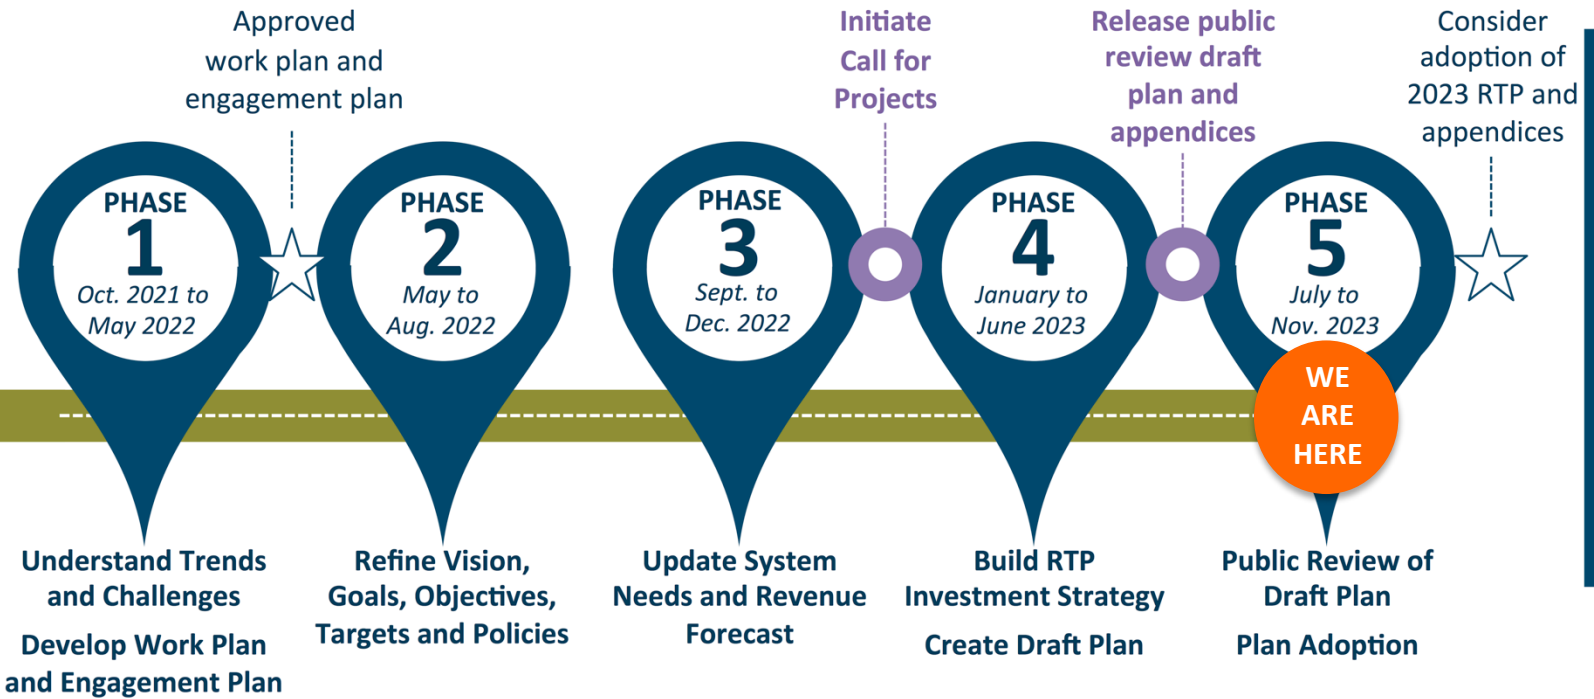 Approved
work plan and
engagement plan
Initiate
Call for
Projects
Release public
review draft
plan and
appendices
Consider
adoption of
2023 RTP and
appendices
PHASE
1
Oct. 2021 to
May 2022
PHASE
2
May to
Aug. 2022
PHASE
3
Sept. to
Dec. 2022
PHASE
4
January to
June 2023
PHASE
5
July to
Nov. 2023
WE
ARE
HERE
Understand Trends
and Challenges
Develop Work Plan
and Engagement Plan
Refine Vision,
Goals, Objectives,
Targets and Policies
Update System
Needs and Revenue
Forecast
Build RTP
Investment Strategy
Create Draft Plan
Public Review of
Draft Plan
Plan Adoption